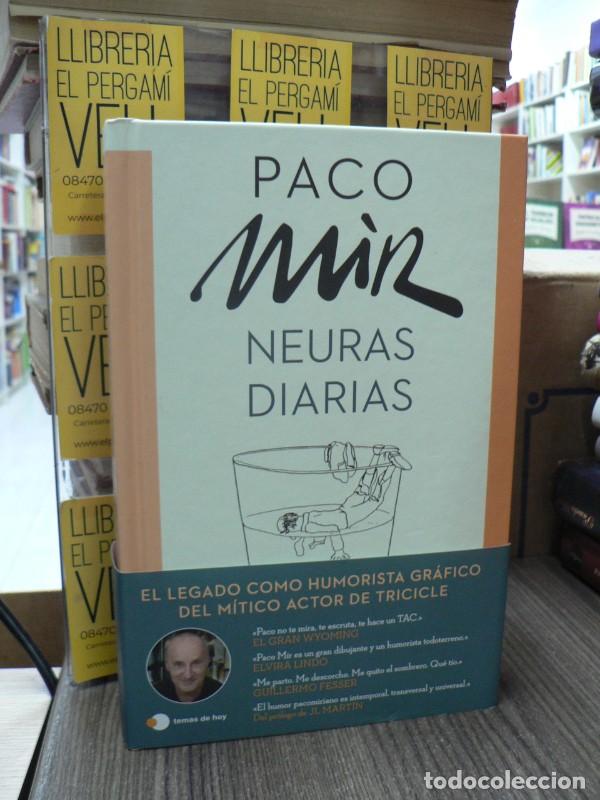 LLIBRERIA
EL PERGAMÍ
08470
Carretera
LLIBRERIA
EL PERGAMÍ
LLIBRERIA
EL PERGAMÍ
PACO
Mir
NEURAS
DIARIAS
EL PERGAMÍ
08470
EL LEGADO COMO HUMORISTA GRÁFICO
DEL MÍTICO ACTOR DE TRICICLE
«Paco no te mira, te escruta, te hace un TAC.»
EL GRAN WYOMING
«Paco Mir es un gran dibujante y un humorista todoterreno.»
ELVIRA LINDO
«Me parto. Me descorcho. Me quito el sombrero. Qué tío.»
GUILLERMO FESSER
«El humor pacomiriano es intemporal, transversal y universal.»
Del prólogo de JL MARTÍN
temas de hoy
todocoleccion.net